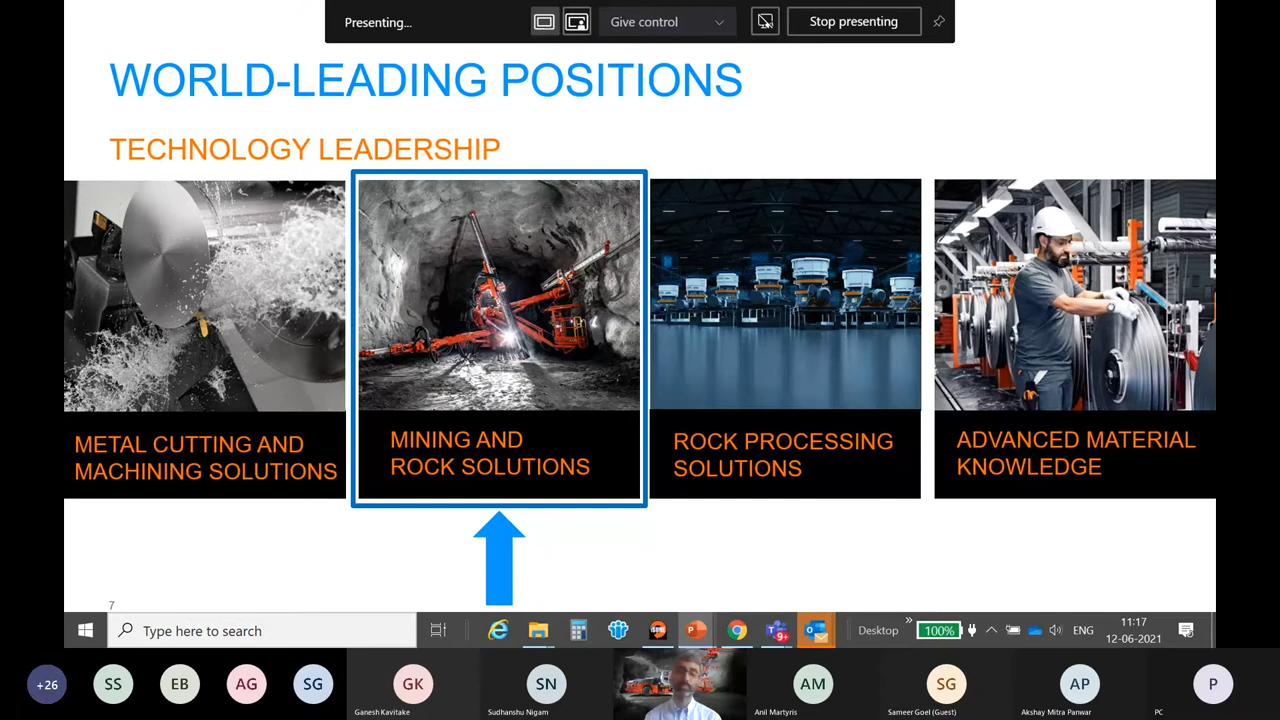 Presenting...
Give control
Stop presenting
WORLD-LEADING POSITIONS
TECHNOLOGY LEADERSHIP
METAL CUTTING AND
MACHINING SOLUTIONS
MINING AND
ROCK SOLUTIONS
ROCK PROCESSING
SOLUTIONS
ADVANCED MATERIAL
KNOWLEDGE
7
Type here to search
9+
Desktop
100%
ENG
11:17
12-06-2021
+26
SS
EB
AG
SG
GK
Ganesh Kavitake
SN
Sudhanshu Nigam
AM
Anil Martyris
SG
Sameer Goel (Guest)
AP
Akshay Mitra Panwar
P
PC